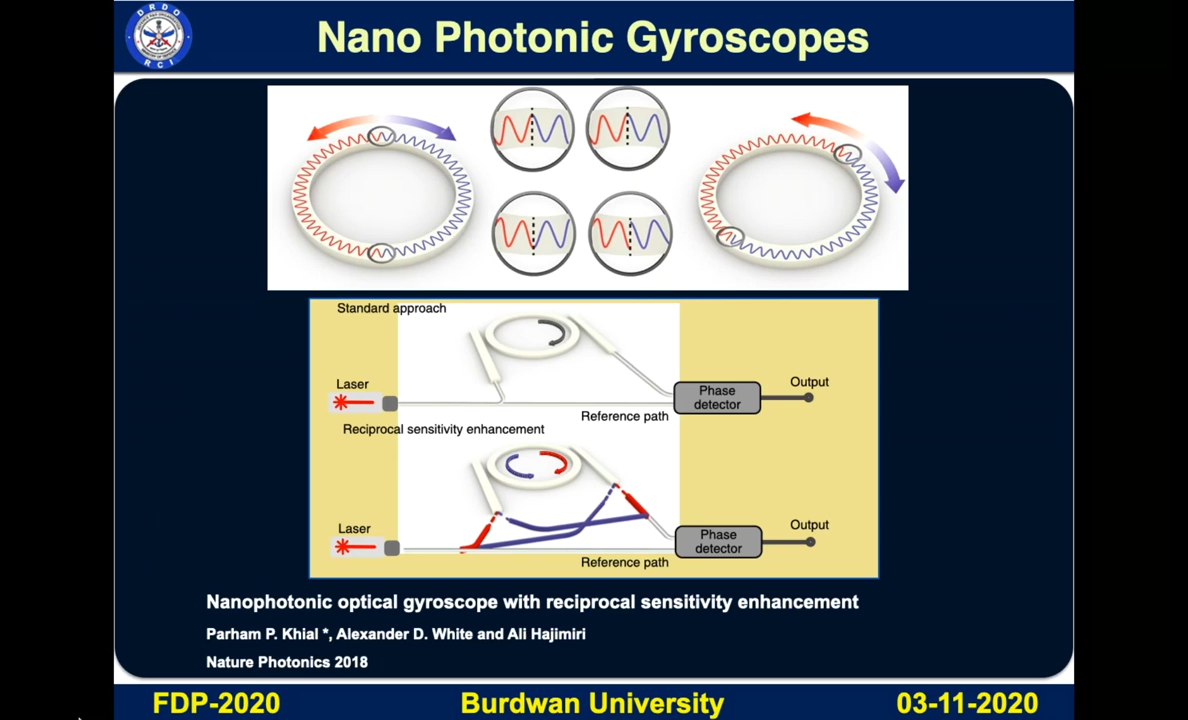 DRDO
RCI
Nano Photonic Gyroscopes
Standard approach
Laser
Phase
detector
Output
Reference path
Reciprocal sensitivity enhancement
Laser
Phase
detector
Output
Reference path
Nanophotonic optical gyroscope with reciprocal sensitivity enhancement
Parham P. Khial *, Alexander D. White and Ali Hajimiri
Nature Photonics 2018
FDP-2020
Burdwan University
03-11-2020